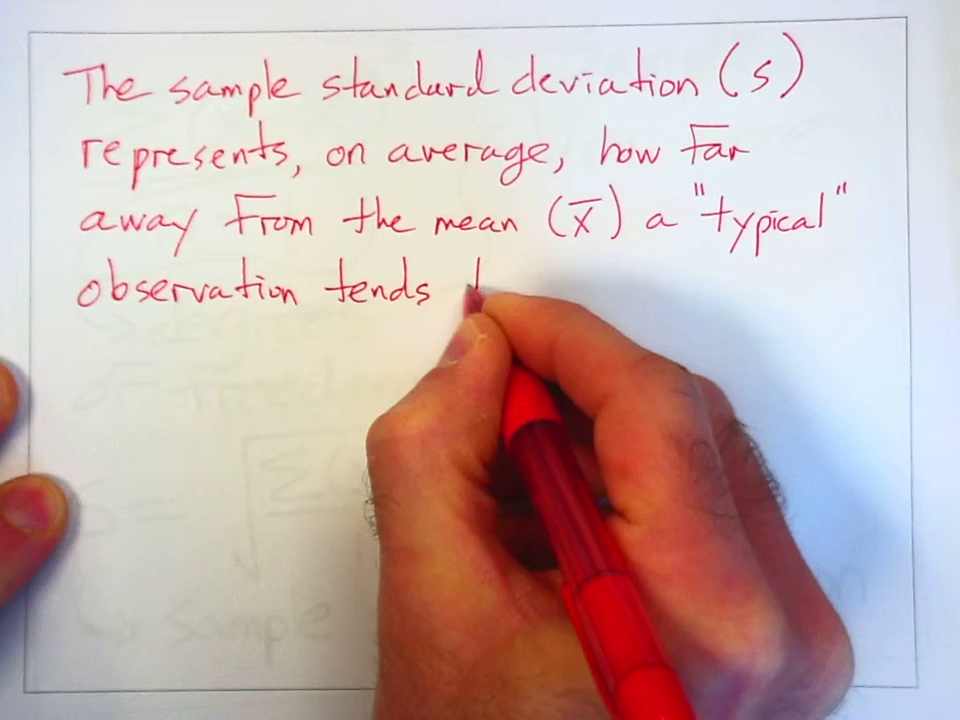 The sample standard deviation (s)
represents, on average, how far
away from the mean (x̄) a "typical"
observation tends